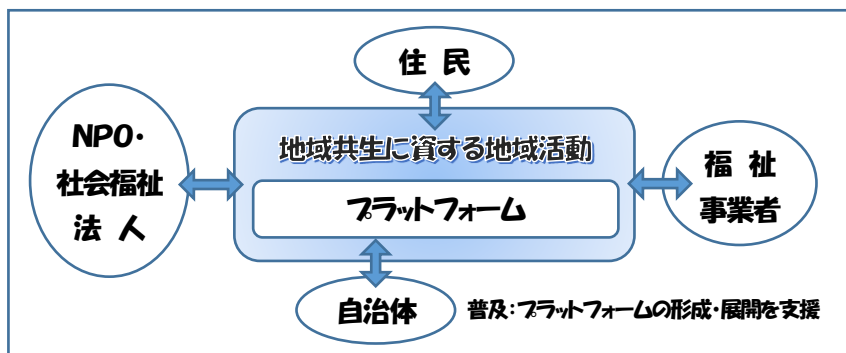 住 民
NPO・
社会福祉
法 人
地域共生に資する地域活動
プラットフォーム
福 祉
事業者
自治体
普及：プラットフォームの形成・展開を支援